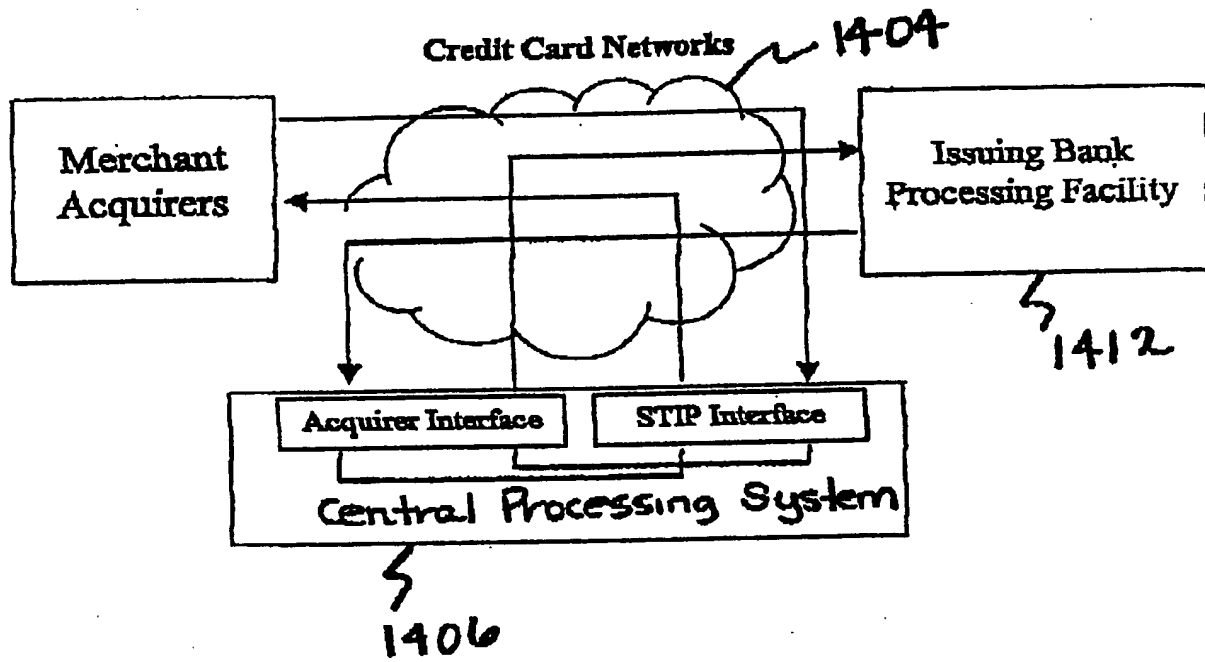 Credit Card Networks
1404
Merchant
Acquirers
Issuing Bank
Processing Facility
1412
Acquirer Interface
STIP Interface
Central Processing System
1406